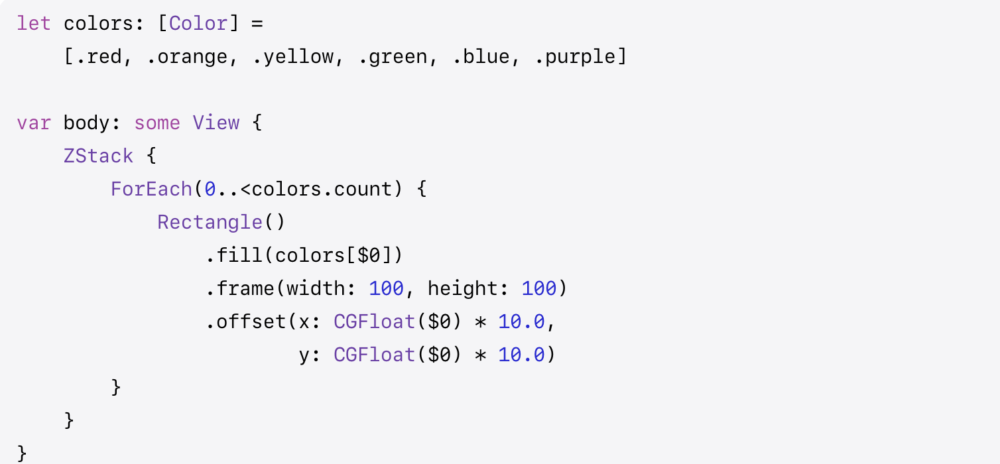 let colors: [Color] =
    [.red, .orange, .yellow, .green, .blue, .purple]

var body: some View {
    ZStack {
        ForEach(0..<colors.count) {
            Rectangle()
                .fill(colors[$0])
                .frame(width: 100, height: 100)
                .offset(x: CGFloat($0) * 10.0,
                        y: CGFloat($0) * 10.0)
        }
    }
}